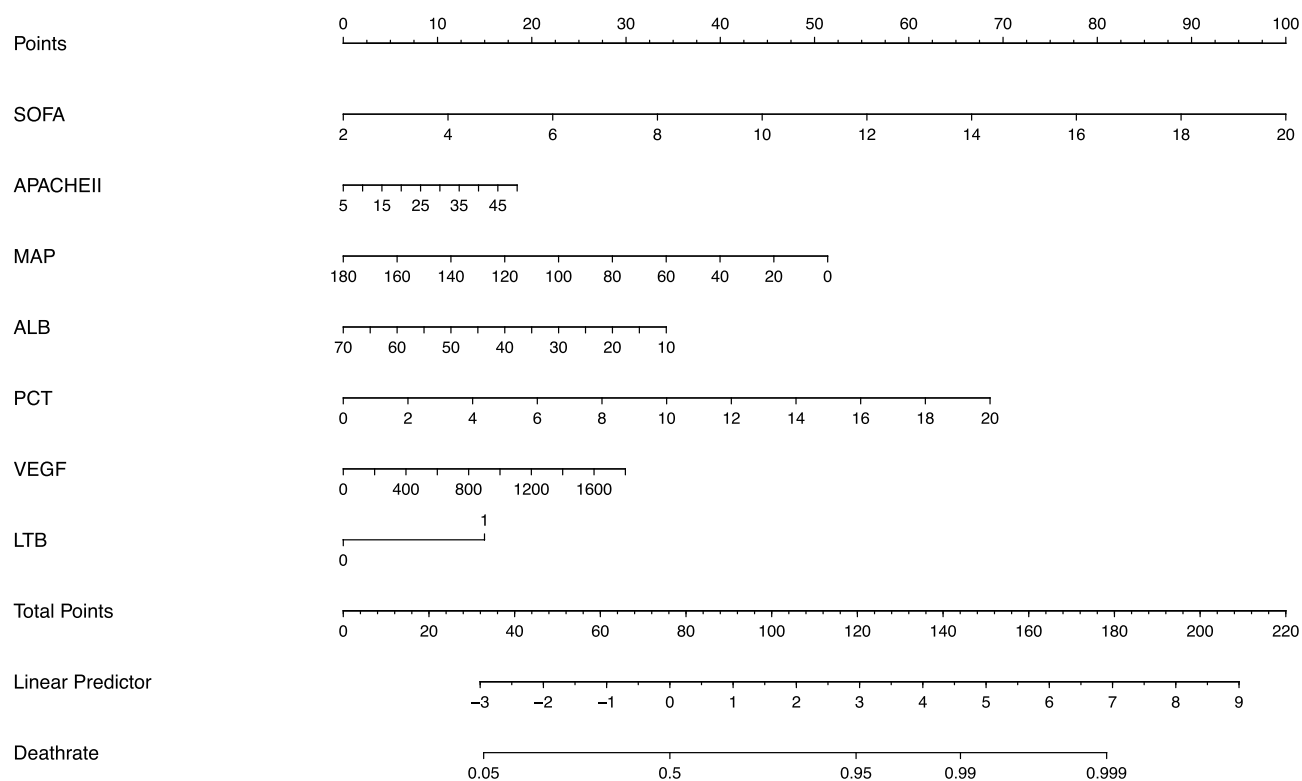 0 10 20 30 40 50 60 70 80 90 100
Points
SOFA
2 4 6 8 10 12 14 16 18 20
APACHEII
5 15 25 35 45
MAP
180 160 140 120 100 80 60 40 20 0
ALB
70 60 50 40 30 20 10
PCT
0 2 4 6 8 10 12 14 16 18 20
VEGF
0 400 800 1200 1600
1
LTB
0
Total Points
0 20 40 60 80 100 120 140 160 180 200 220
Linear Predictor
−3 −2 −1 0 1 2 3 4 5 6 7 8 9
Deathrate
0.05 0.5 0.95 0.99 0.999